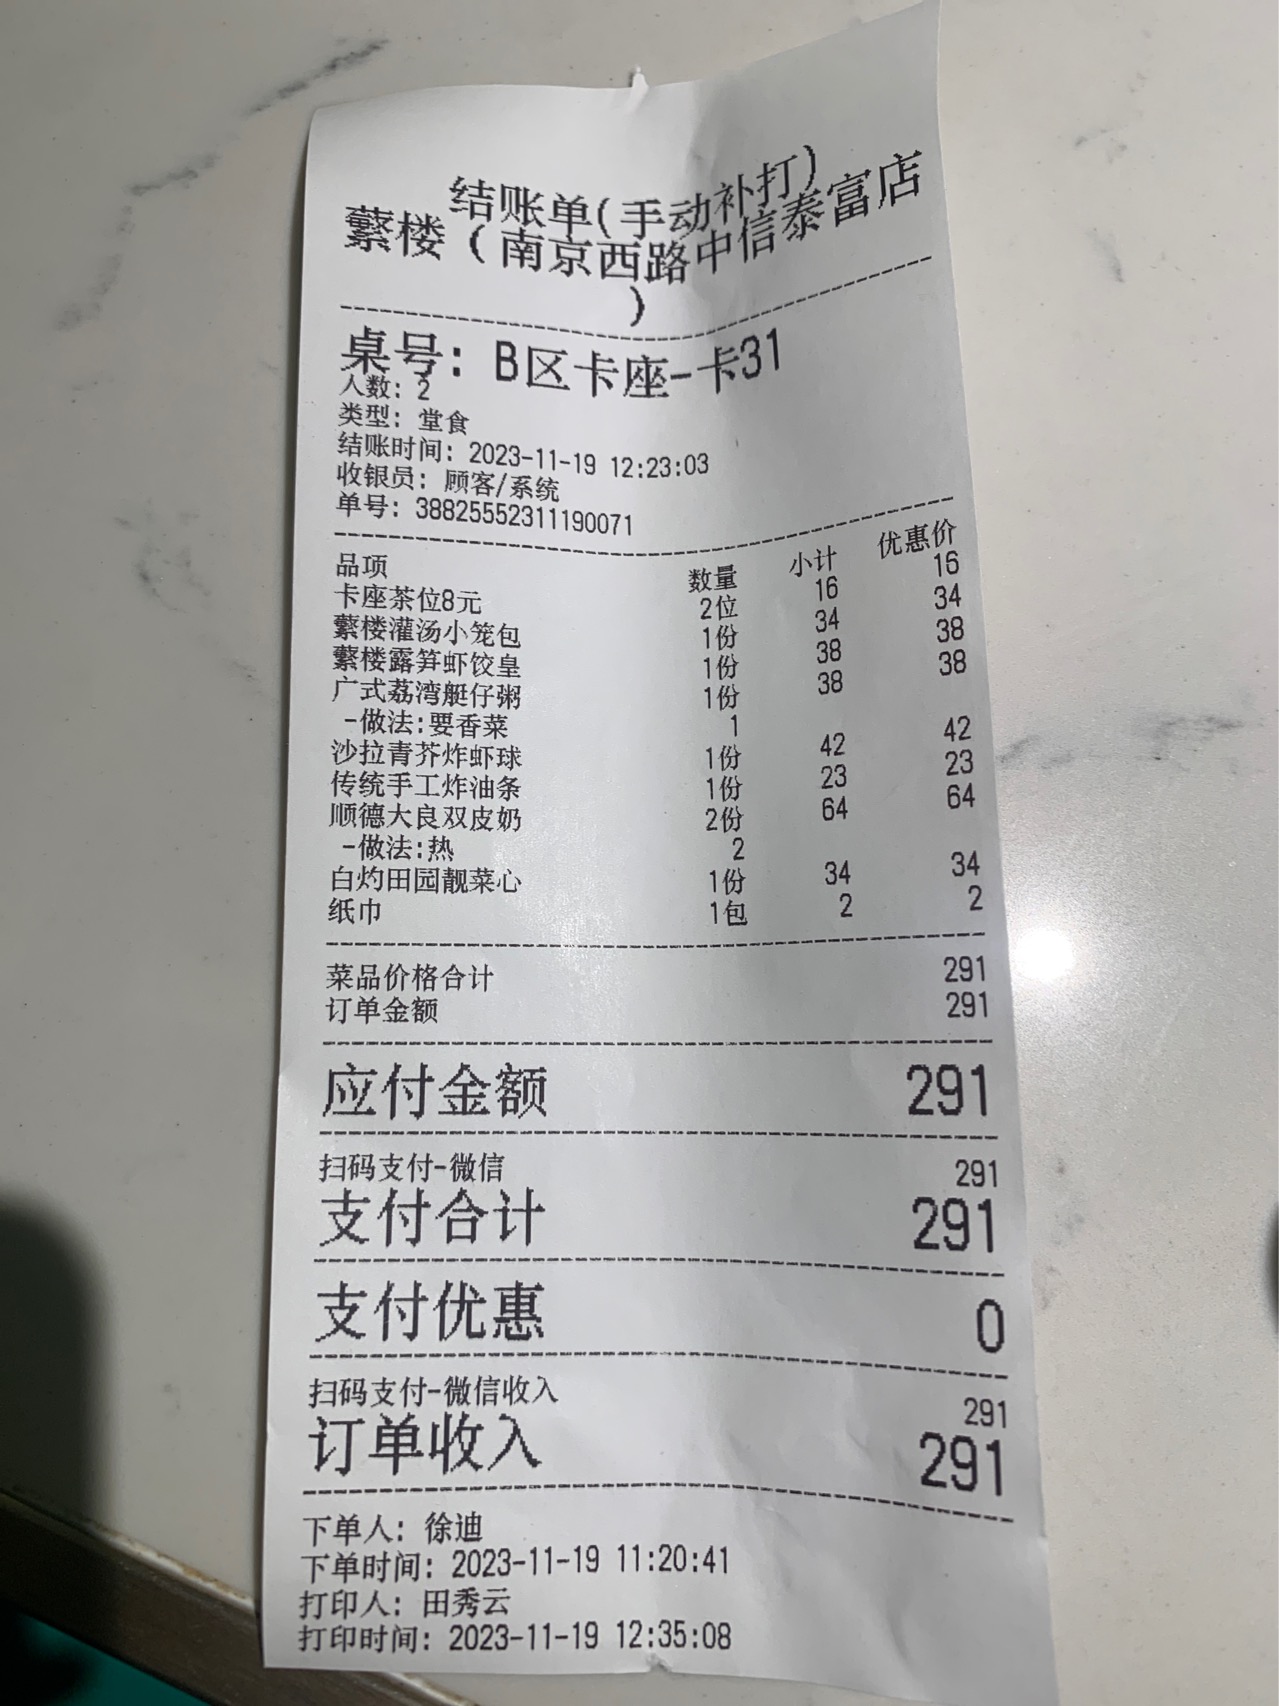 结账单(手动补打)
蘩楼（南京西路中信泰富店
）
桌号: B区卡座-卡31
人数: 2
类型: 堂食
结账时间: 2023-11-19 12:23:03
收银员: 顾客/系统
单号: 38825552311190071
品项 数量 小计 优惠价
卡座茶位8元 2位 16 16
蘩楼灌汤小笼包 1份 34 34
蘩楼露笋虾饺皇 1份 38 38
广式荔湾艇仔粥 1份 38 38
-做法:要香菜 1
沙拉青芥炸虾球 1份 42 42
传统手工炸油条 1份 23 23
顺德大良双皮奶 2份 64 64
-做法:热 2
白灼田园靓菜心 1份 34 34
纸巾 1包 2 2
菜品价格合计 291
订单金额 291
应付金额 291
扫码支付-微信 291
支付合计 291
支付优惠 0
扫码支付-微信收入 291
订单收入 291
下单人: 徐迪
下单时间: 2023-11-19 11:20:41
打印人: 田秀云
打印时间: 2023-11-19 12:35:08